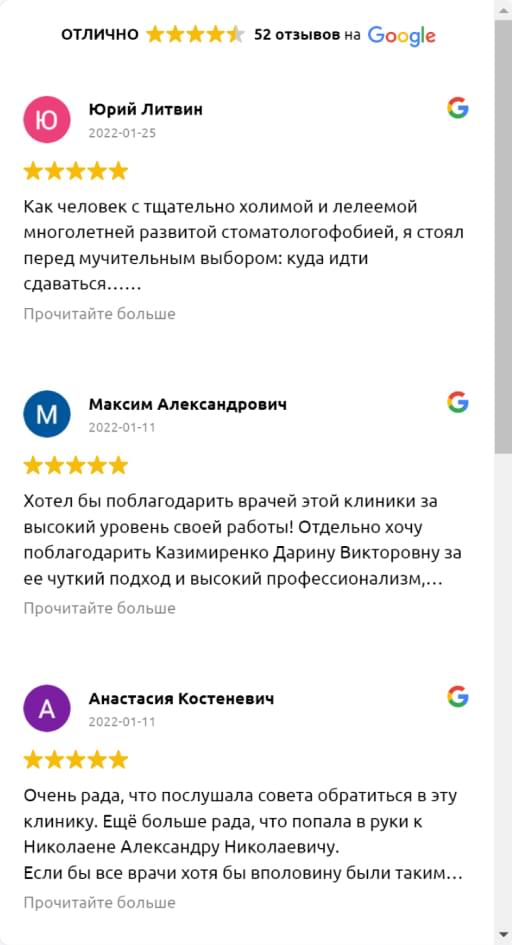 ОТЛИЧНО 52 отзывов на Google
Ю Юрий Литвин
2022-01-25
Как человек с тщательно холимой и лелеемой
многолетней развитой стоматологофобией, я стоял
перед мучительным выбором: куда идти
сдаваться……
Прочитайте больше
М Максим Александрович
2022-01-11
Хотел бы поблагодарить врачей этой клиники за
высокий уровень своей работы! Отдельно хочу
поблагодарить Казимиренко Дарину Викторовну за
ее чуткий подход и высокий профессионализм,…
Прочитайте больше
А Анастасия Костеневич
2022-01-11
Очень рада, что послушала совета обратиться в эту
клинику. Ещё больше рада, что попала в руки к
Николаене Александру Николаевичу.
Если бы все врачи хотя бы вполовину были таким…
Прочитайте больше